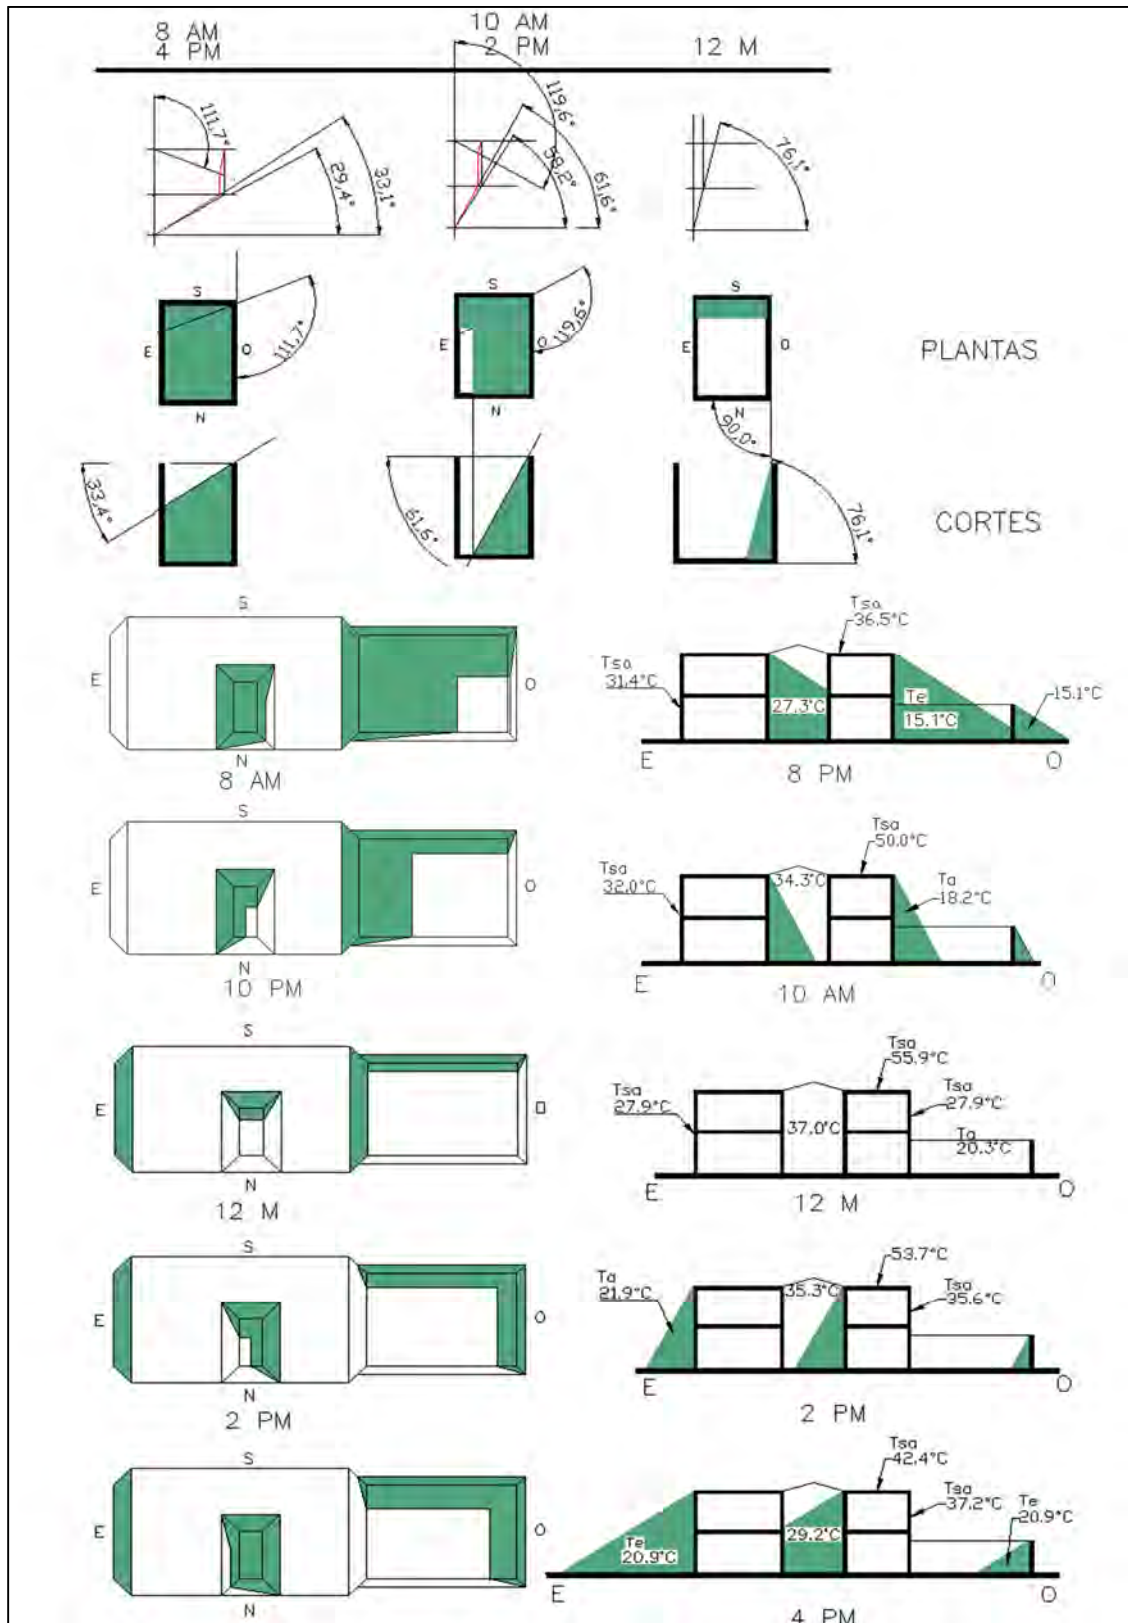 8 AM
4 PM
10 AM
2 PM
12 M
111,7°
29,4°
33,1°
119,6°
58,2°
61,6°
76,1°
S
E
O
N
111,7°
S
E
O
N
119,6°
S
E
O
N
90,0°
PLANTAS
33,4°
61,6°
76,1°
CORTES
S
E
O
N
8 AM
Tsa
36.5°C
Tsa
31.4°C
27.3°C
Te
15.1°C
15.1°C
E
O
8 PM
S
E
O
N
10 PM
Tsa
50.0°C
Tsa
32.0°C
34.3°C
Ta
18.2°C
E
O
10 AM
S
E
O
N
12 M
Tsa
55.9°C
Tsa
27.9°C
Tsa
27.9°C
37.0°C
Ta
20.3°C
E
O
12 M
S
E
O
N
2 PM
53.7°C
Ta
21.9°C
35.3°C
Tsa
35.6°C
E
O
2 PM
S
E
O
N
Tsa
42.4°C
Tsa
37.2°C
Te
20.9°C
Te
20.9°C
29.2°C
E
O
4 PM